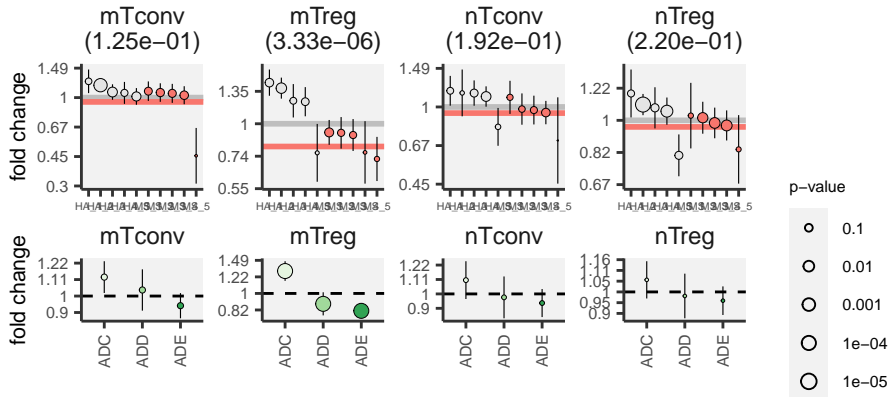 mTconv
(1.25e−01)
mTreg
(3.33e−06)
nTconv
(1.92e−01)
nTreg
(2.20e−01)
fold change
1.49
1
0.67
0.45
0.3
1.35
1
0.74
0.55
1.49
1
0.67
0.45
1.22
1
0.82
0.67
mTconv
mTreg
nTconv
nTreg
fold change
1.22
1.11
1
0.9
1.49
1.22
1
0.82
1.22
1.11
1
0.9
1.16
1.1
1.05
1
0.95
0.9
ADC
ADD
ADE
ADC
ADD
ADE
ADC
ADD
ADE
ADC
ADD
ADE
p−value
0.1
0.01
0.001
1e−04
1e−05